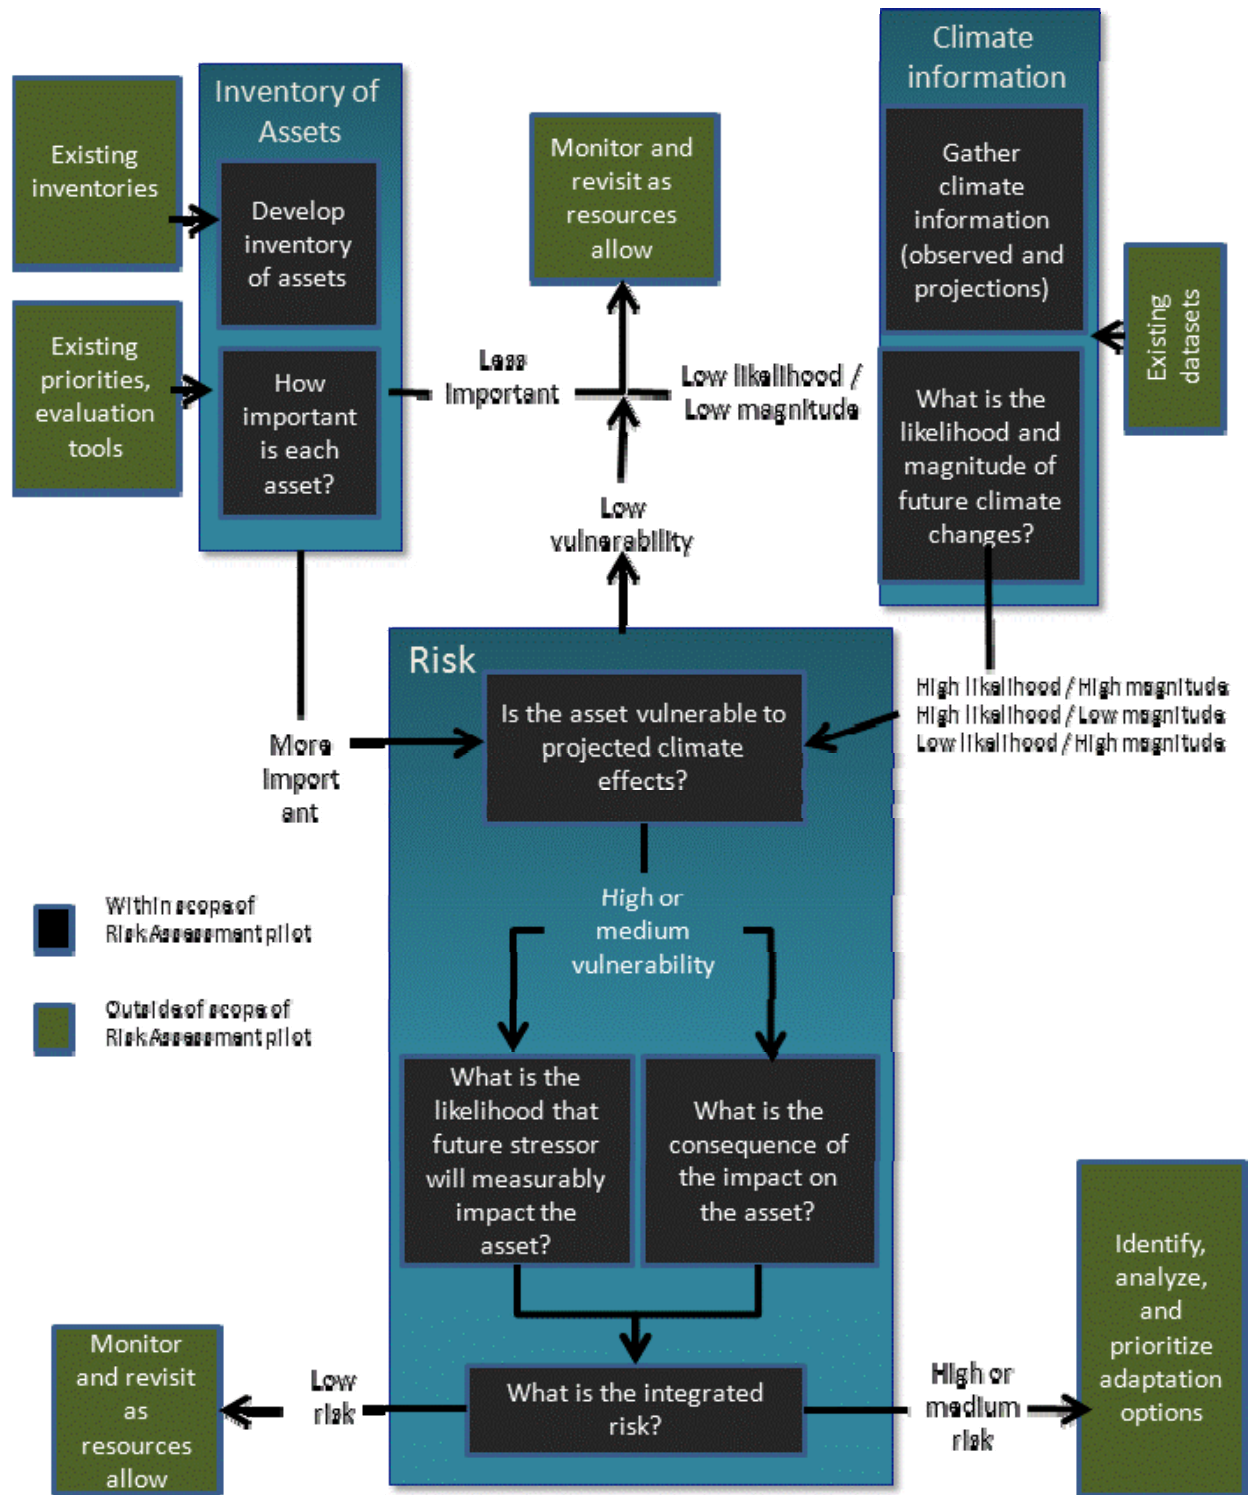 Climate
information
Inventory of
Assets
Existing
inventories
Develop
inventory
of assets
Monitor and
revisit as
resources
allow
Gather
climate
information
(observed and
projections)
Existing
datasets
Existing
priorities,
evaluation
tools
How
important
is each
asset?
Less
Important
Low likelihood /
Low magnitude
What is the
likelihood and
magnitude of
future climate
changes?
Low
vulnerability
Risk
Is the asset vulnerable to
projected climate
effects?
High likelihood / High magnitude
High likelihood / Low magnitude
Low likelihood / High magnitude
More
Import
ant
High or
medium
vulnerability
Within scope of
Risk Assessment pilot
Outside of scope of
Risk Assessment pilot
What is the
likelihood that
future stressor
will measurably
impact the
asset?
What is the
consequence of
the impact on
the asset?
Identify,
analyze,
and
prioritize
adaptation
options
Monitor
and revisit
as
resources
allow
Low
risk
What is the integrated
risk?
High or
medium
risk